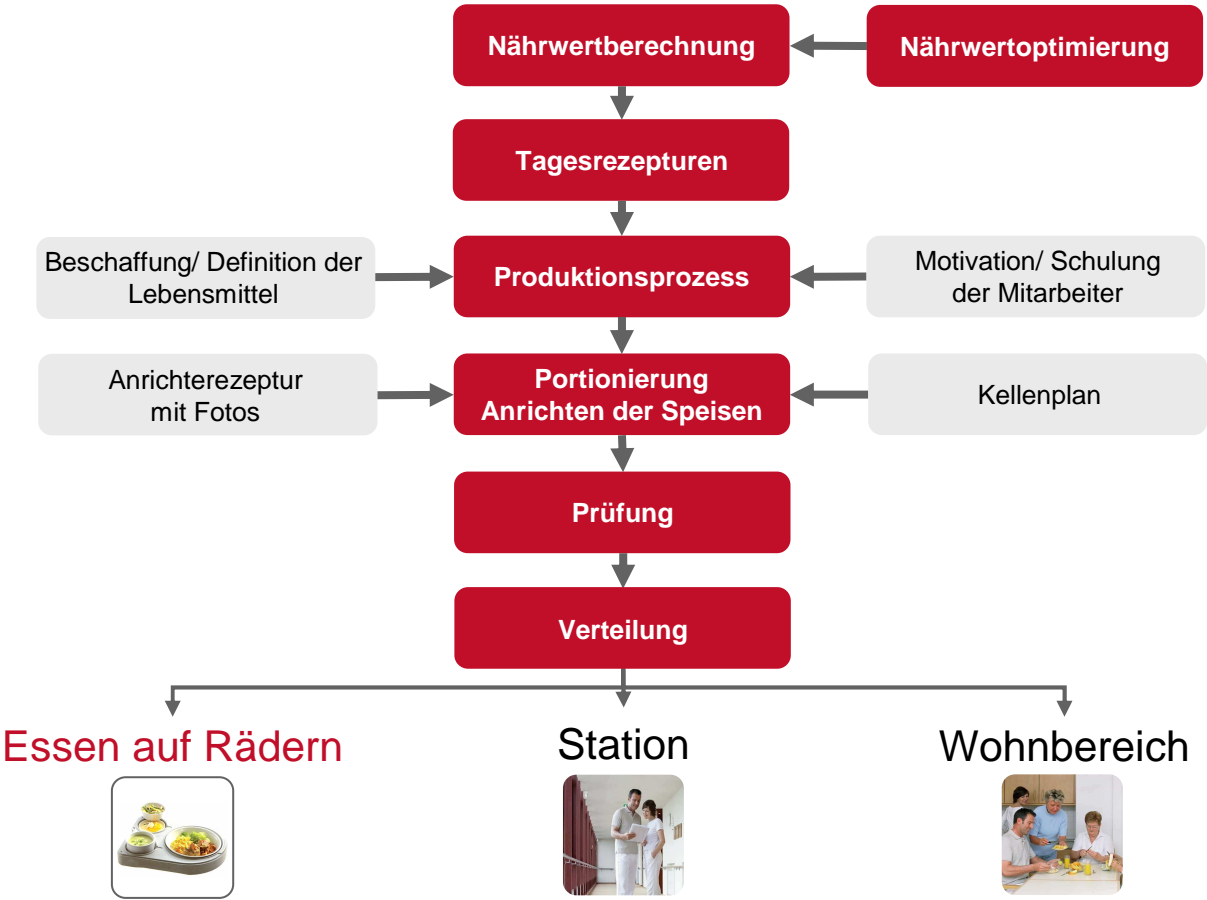 Nährwertberechnung
Nährwertoptimierung
Tagesrezepturen
Beschaffung/ Definition der
Lebensmittel
Produktionsprozess
Motivation/ Schulung
der Mitarbeiter
Anrichterezeptur
mit Fotos
Portionierung
Anrichten der Speisen
Kellenplan
Prüfung
Verteilung
Essen auf Rädern
Station
Wohnbereich